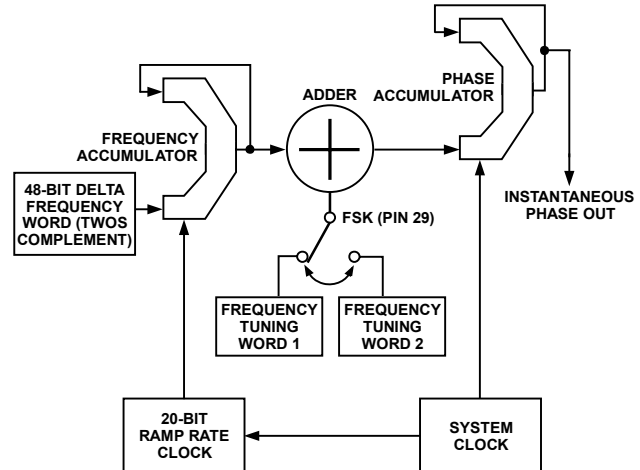 ADDER
PHASE
ACCUMULATOR
FREQUENCY
ACCUMULATOR
48-BIT DELTA
FREQUENCY
WORD (TWOS
COMPLEMENT)
FSK (PIN 29)
INSTANTANEOUS
PHASE OUT
FREQUENCY
TUNING
WORD 1
FREQUENCY
TUNING
WORD 2
20-BIT
RAMP RATE
CLOCK
SYSTEM
CLOCK